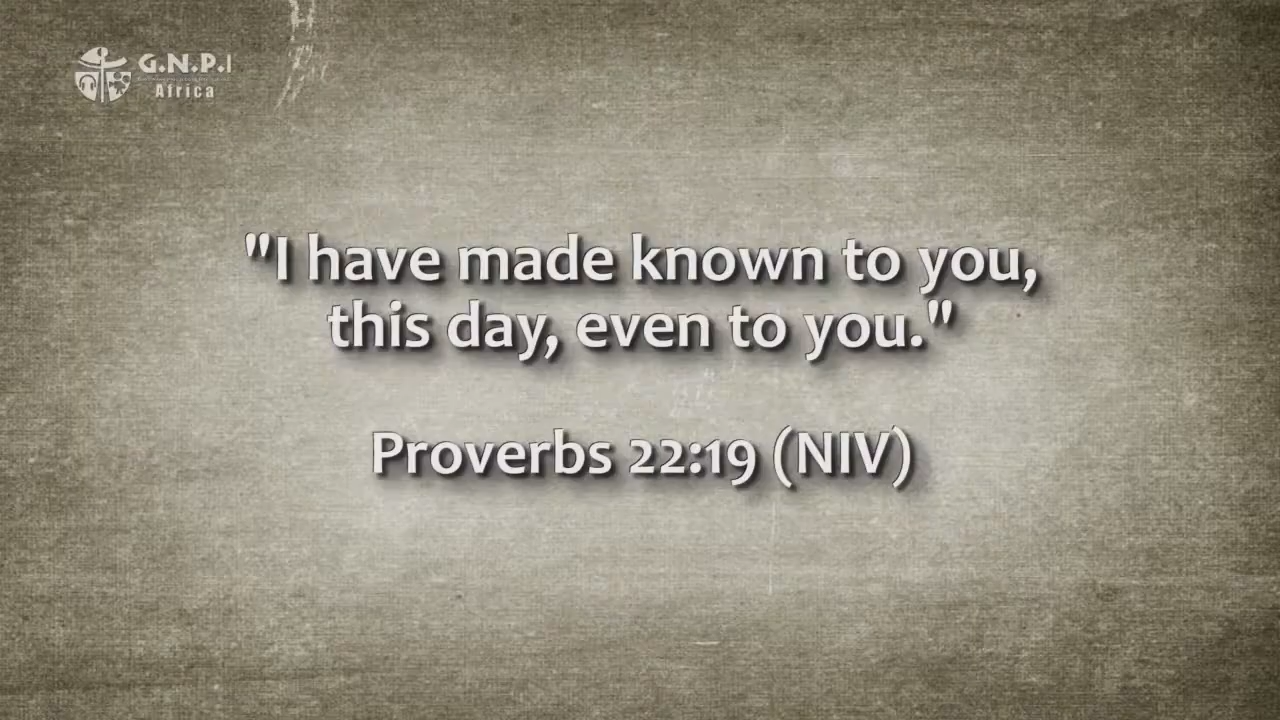 G.N.P.I
Africa
"I have made known to you,
this day, even to you."
Proverbs 22:19 (NIV)